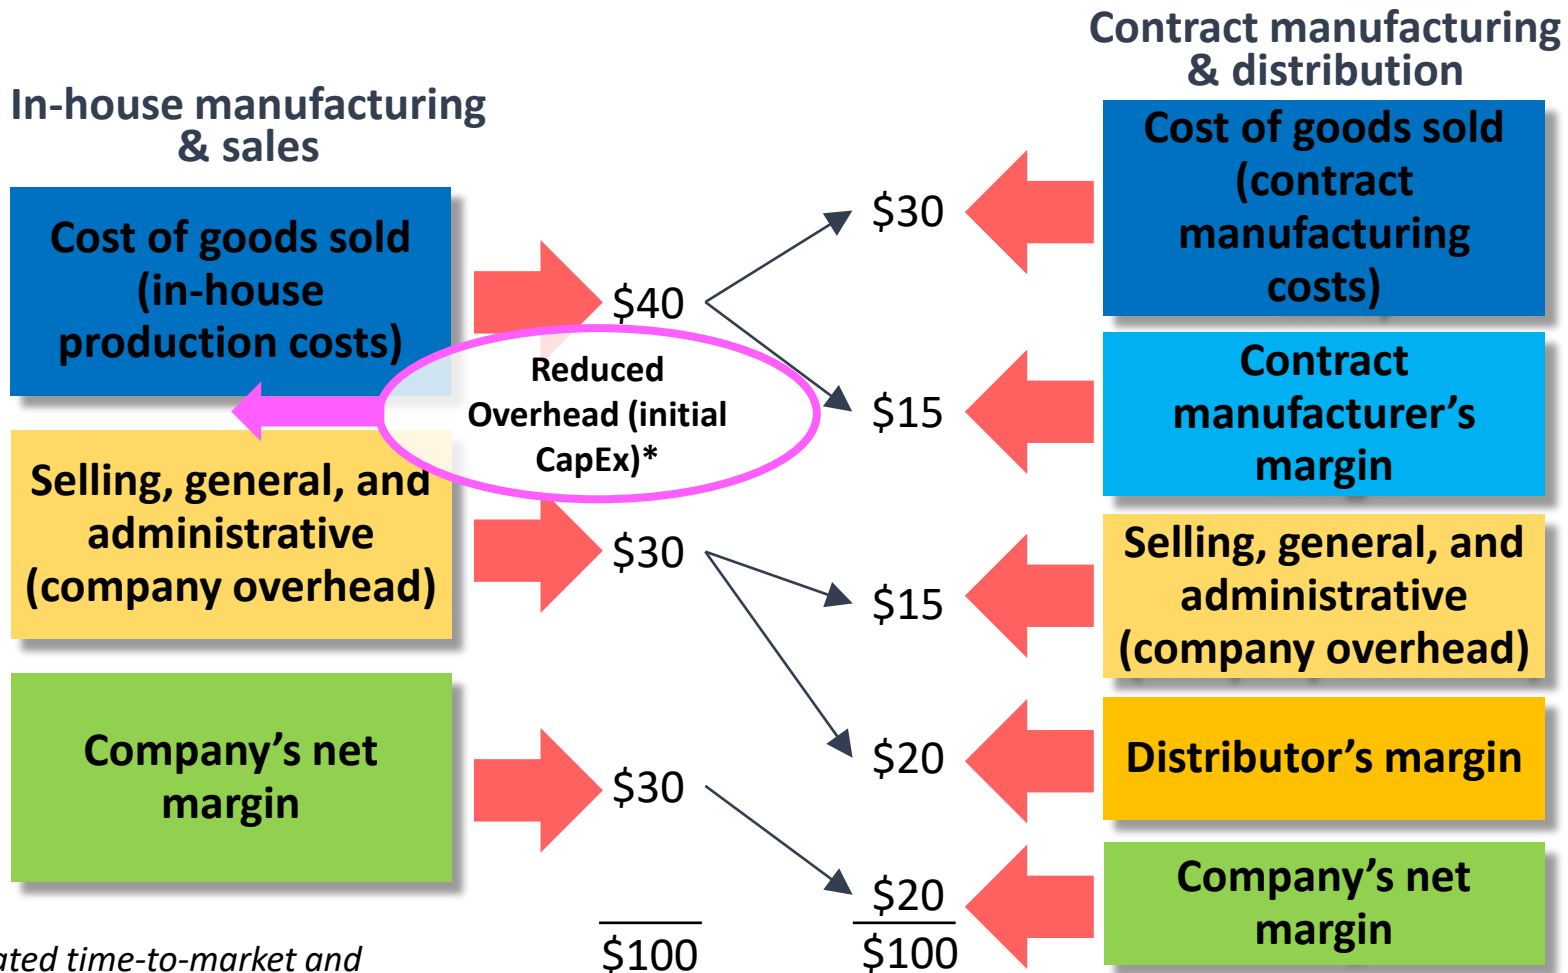 Contract manufacturing
& distribution
In-house manufacturing
& sales
Cost of goods sold
(in-house
production costs)
Selling, general, and
administrative
(company overhead)
Company’s net
margin
$40
Reduced
Overhead (initial
CapEx)*
$30
$30
$100
$30
$15
$15
$20
$20
$100
Cost of goods sold
(contract
manufacturing
costs)
Contract
manufacturer’s
margin
Selling, general, and
administrative
(company overhead)
Distributor’s margin
Company’s net
margin
time-to-market and